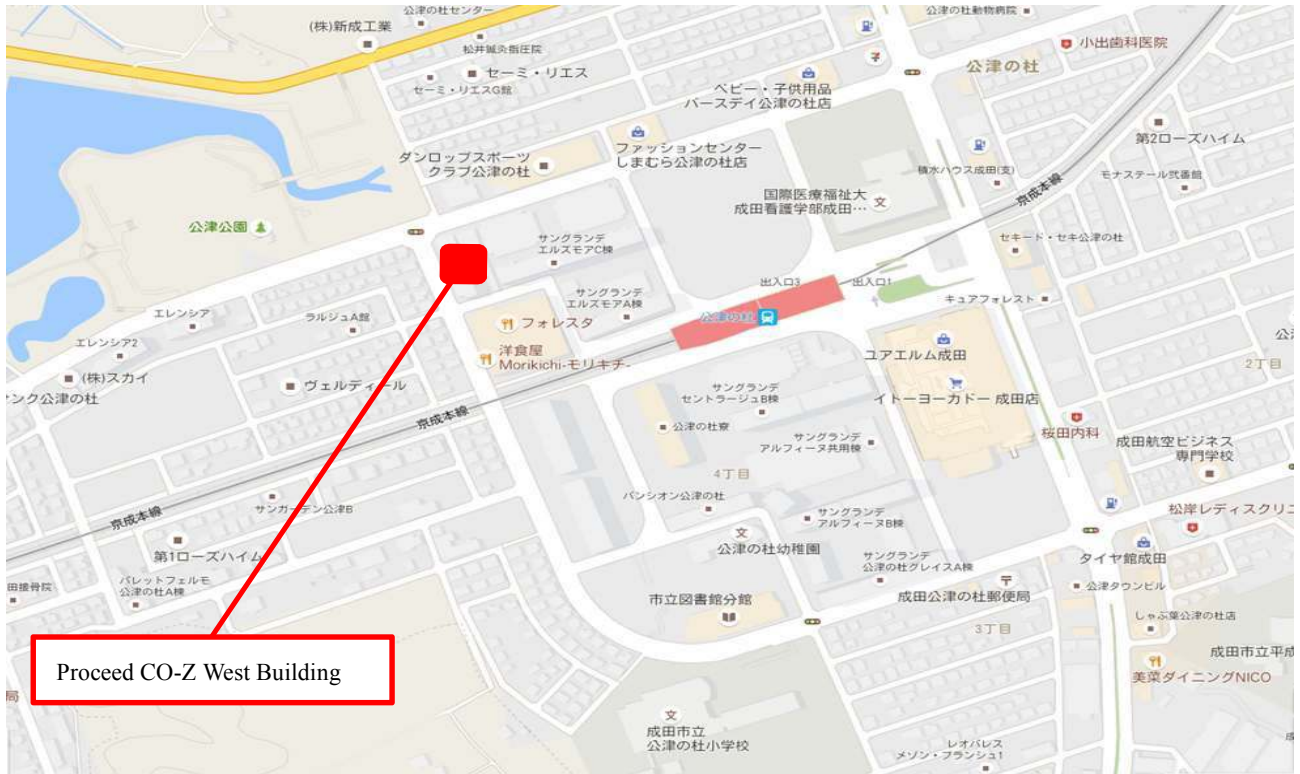 公津の杜センター
(株)新成工業
松井鍼灸指圧院
セーミ・リエス
セーミ・リエスG館
公津の杜動物病院
小出歯科医院
公津の杜
ベビー・子供用品
バースデイ公津の杜店
ファッションセンター
しまむら公津の杜店
ダンロップスポーツ
クラブ公津の杜
第2ローズハイム
モナステール弐番館
積水ハウス成田(支)
国際医療福祉大
成田看護学部成田…
文
京成本線
公津公園
サングランデ
エルズモアC棟
セキード・セキ公津の杜
出入口3
出入口1
サングランデ
エルズモアA棟
キュアフォレスト
エレンシア
ラルジュA館
フォレスタ
公津の杜
エレンシア2
洋食屋
Morikichi-モリキチ-
ユアエルム成田
公
2丁目
(株)スカイ
ヴェルディール
サングランデ
セントラージュB棟
イトーヨーカドー 成田店
ンク公津の杜
京成本線
公津の杜寮
サングランデ
アルフィーヌ共用棟
桜田内科
成田航空ビジネス
専門学校
4丁目
パンシオン公津の杜
サンガーデン公津B
京成本線
サングランデ
アルフィーヌB棟
松岸レディスクリニ
文
公津の杜幼稚園
第1ローズハイム
サングランデ
公津の杜グレイスA棟
タイヤ館成田
田接骨院
パレットフェルモ
公津の杜A棟
市立図書館分館
〒
成田公津の杜郵便局
公津タウンビル
しゃぶ葉公津の杜店
3丁目
成田市立平成
Proceed CO-Z West Building
美菜ダイニングNICO
局
文
成田市立
公津の杜小学校
レオパレス
メゾン・ブランシュ1